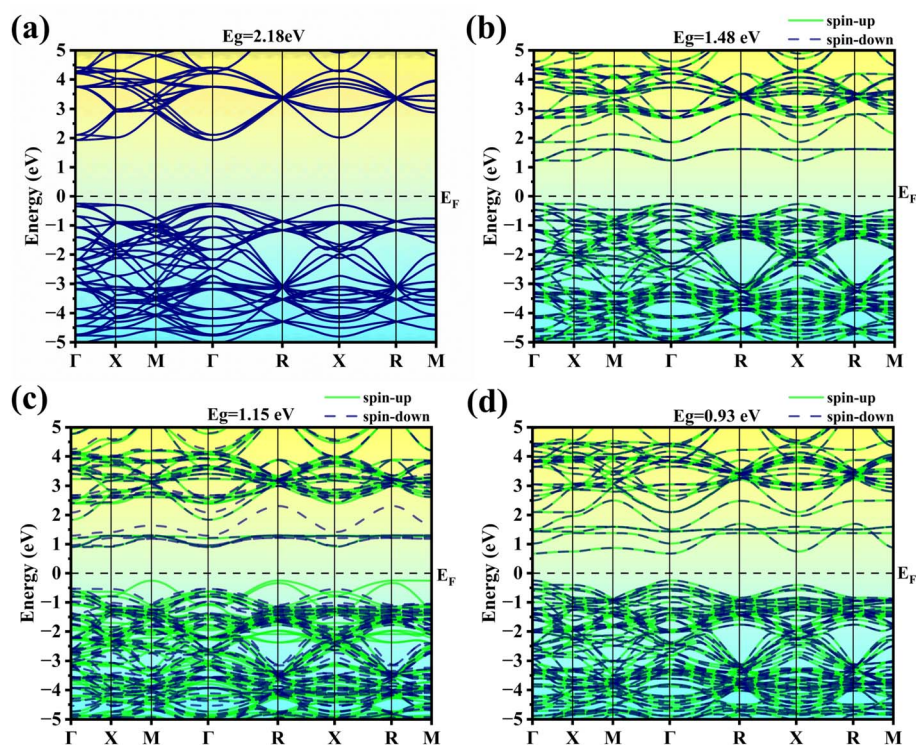 (a)
Eg=2.18eV
Energy (eV)
5
4
3
2
1
0
−1
−2
−3
−4
−5
E_F
Γ X M Γ R X R M
(b)
Eg=1.48 eV
spin-up
spin-down
Energy (eV)
5
4
3
2
1
0
−1
−2
−3
−4
−5
E_F
Γ X M Γ R X R M
(c)
Eg=1.15 eV
spin-up
spin-down
Energy (eV)
5
4
3
2
1
0
−1
−2
−3
−4
−5
E_F
Γ X M Γ R X R M
(d)
Eg=0.93 eV
spin-up
spin-down
Energy (eV)
5
4
3
2
1
0
−1
−2
−3
−4
−5
E_F
Γ X M Γ R X R M